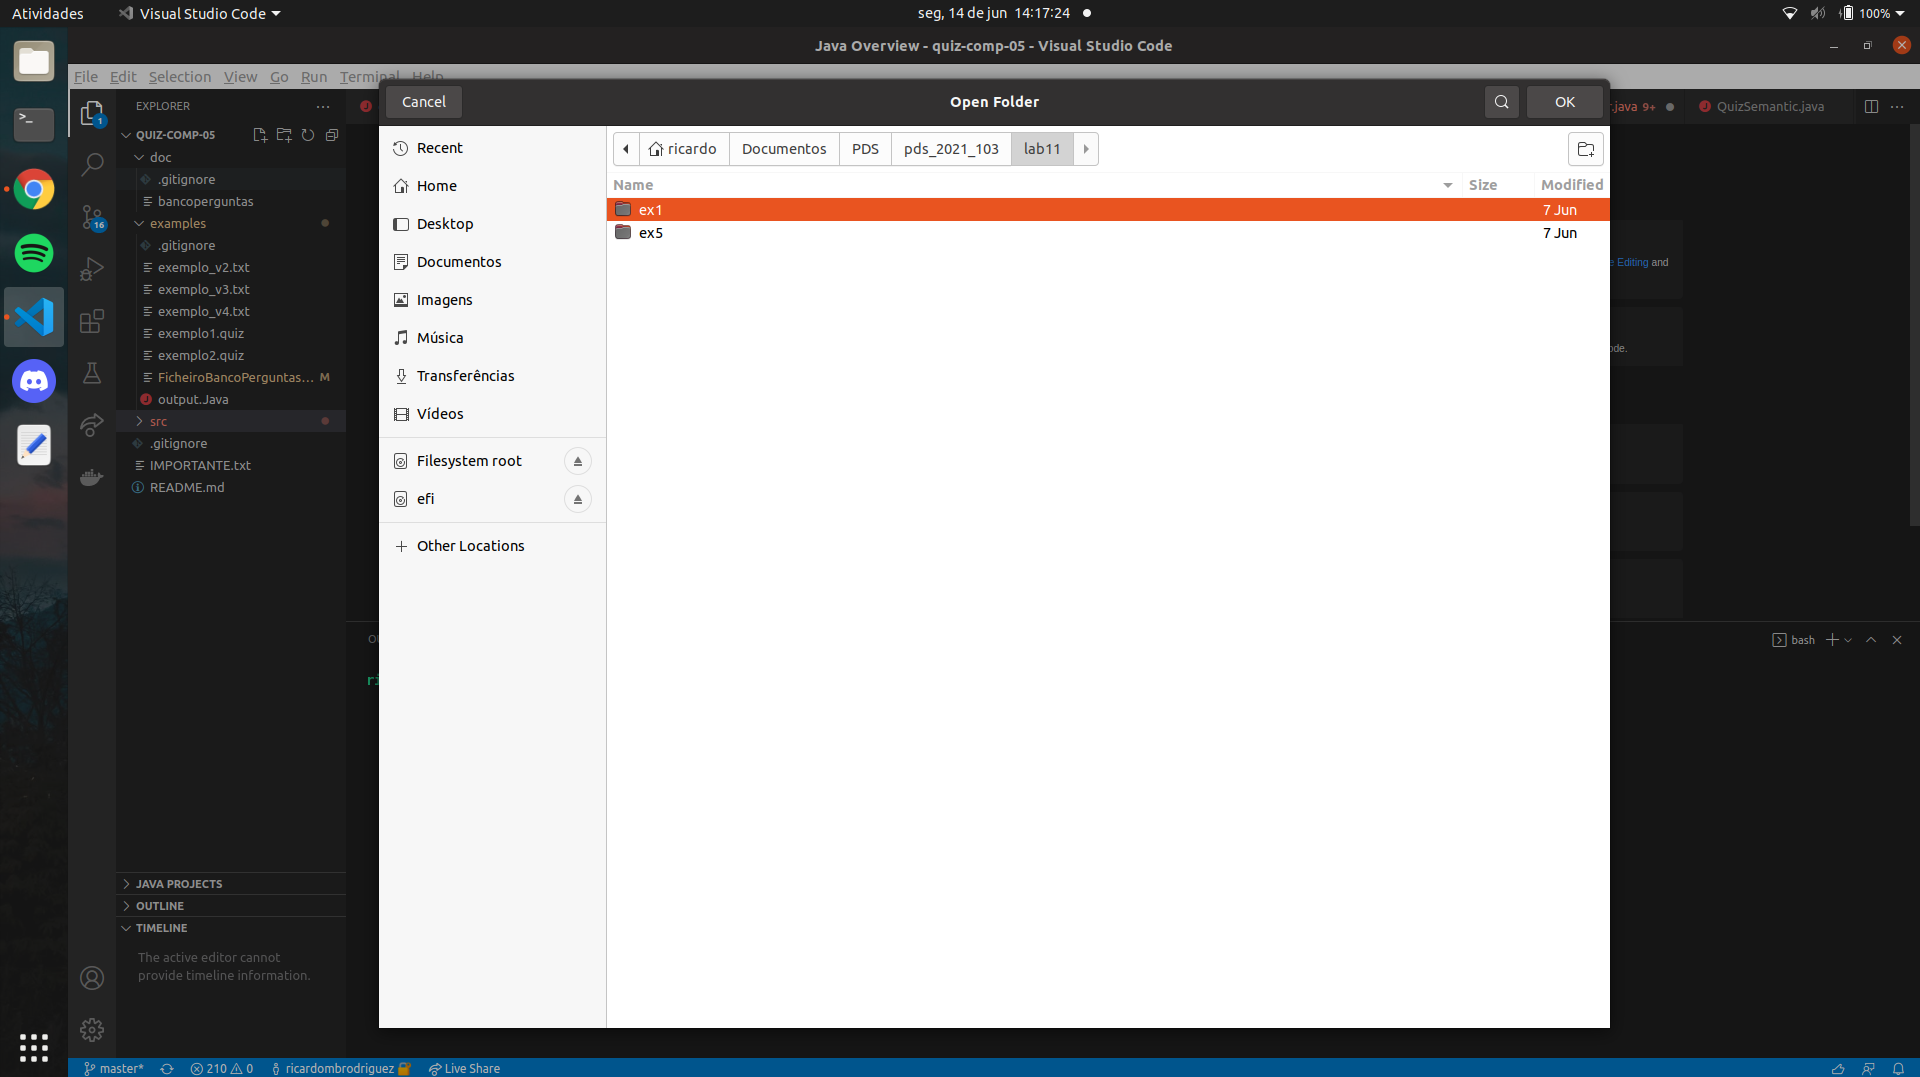 Atividades
Visual Studio Code
seg, 14 de jun 14:17:24
100%
Java Overview - quiz-comp-05 - Visual Studio Code
File Edit Selection View Go Run Terminal Help
Cancel
Open Folder
OK
EXPLORER
.java 9+
QuizSemantic.java
QUIZ-COMP-05
doc
.gitignore
bancoperguntas
examples
.gitignore
exemplo_v2.txt
exemplo_v3.txt
exemplo_v4.txt
exemplo1.quiz
exemplo2.quiz
FicheiroBancoPerguntas... M
output.Java
src
.gitignore
IMPORTANTE.txt
README.md
1
16
Recent
Home
Desktop
Documentos
Imagens
Música
Transferências
Vídeos
Filesystem root
efi
Other Locations
ricardo
Documentos
PDS
pds_2021_103
lab11
Name
Size
Modified
ex1
7 Jun
ex5
7 Jun
Editing and
ode.
bash
JAVA PROJECTS
OUTLINE
TIMELINE
The active editor cannot
provide timeline information.
master*
210
0
ricardombrodriguez
Live Share